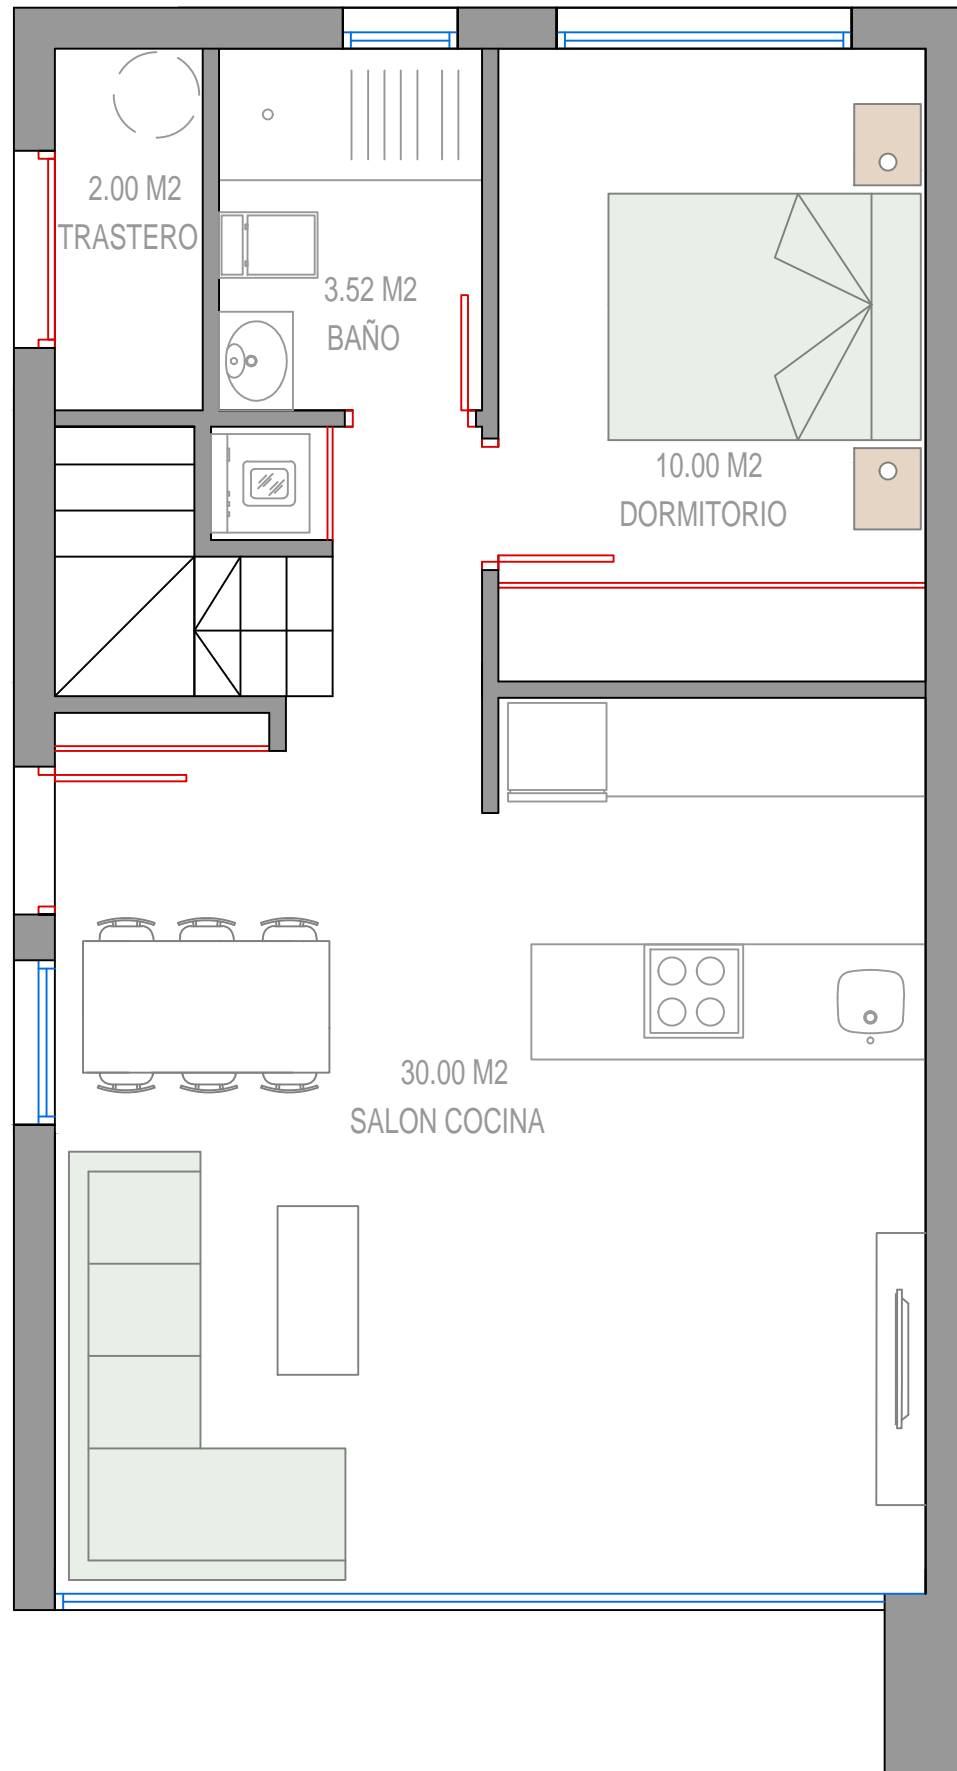 2.00 M2
TRASTERO
3.52 M2
BAÑO
10.00 M2
DORMITORIO
30.00 M2
SALON COCINA